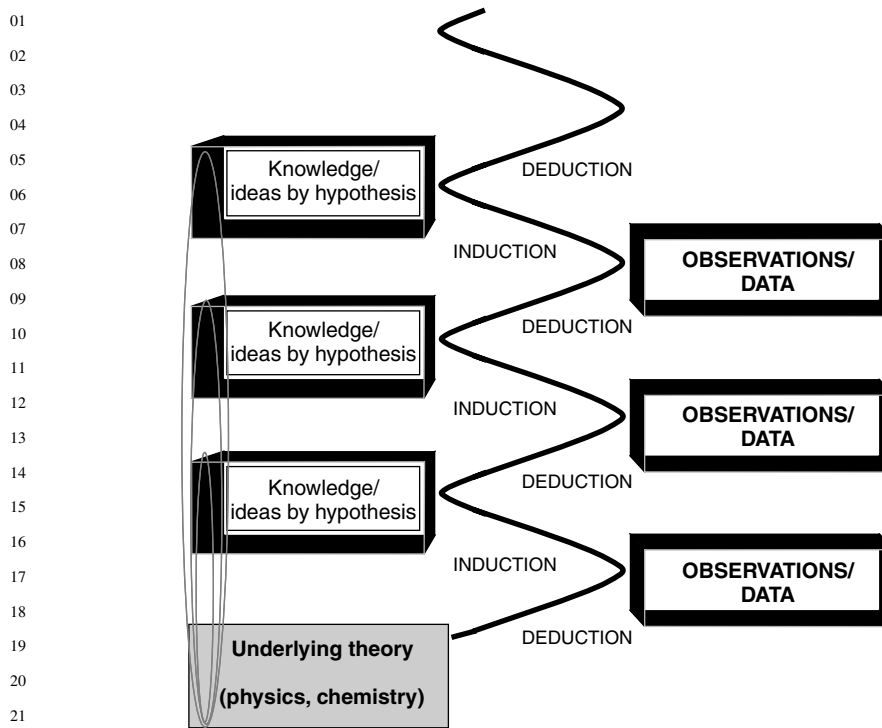 01
02
03
04
05
06
07
08
09
10
11
12
13
14
15
16
17
18
19
20
21
DEDUCTION
Knowledge/
ideas by hypothesis
INDUCTION
OBSERVATIONS/
DATA
DEDUCTION
Knowledge/
ideas by hypothesis
INDUCTION
OBSERVATIONS/
DATA
DEDUCTION
Knowledge/
ideas by hypothesis
INDUCTION
OBSERVATIONS/
DATA
DEDUCTION
Underlying theory
(physics, chemistry)